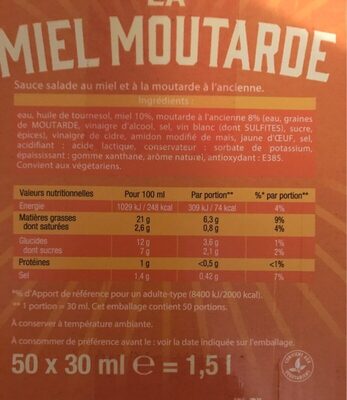 LA
MIEL MOUTARDE
Sauce salade au miel et à la moutarde à l'ancienne.
Ingrédients :
eau, huile de tournesol, miel 10%, moutarde à l'ancienne 8% (eau, graines
de MOUTARDE, vinaigre d'alcool, sel, vin blanc (dont SULFITES), sucre,
épices), vinaigre de cidre, amidon modifié de maïs, jaune d'ŒUF, sel,
acidifiant : acide lactique, conservateur : sorbate de potassium,
épaississant : gomme xanthane, arôme naturel, antioxydant : E385.
Convient aux végétariens.
Valeurs nutritionnelles Pour 100 ml Par portion** %* par portion**
Énergie 1029 kJ / 248 kcal 309 kJ / 74 kcal 4%
Matières grasses 21 g 6,3 g 9%
dont saturées 2,6 g 0,8 g 4%
Glucides 12 g 3,6 g 1%
dont sucres 7 g 2,1 g 2%
Protéines 1 g <0,5 g <1%
Sel 1,4 g 0,42 g 7%
*% d'Apport de référence pour un adulte-type (8400 kJ/2000 kcal).
** 1 portion = 30 ml. Cet emballage contient 50 portions.
À conserver à température ambiante.
À consommer de préférence avant le : voir la date indiquée sur l'emballage.
50 x 30 ml e = 1,5 l